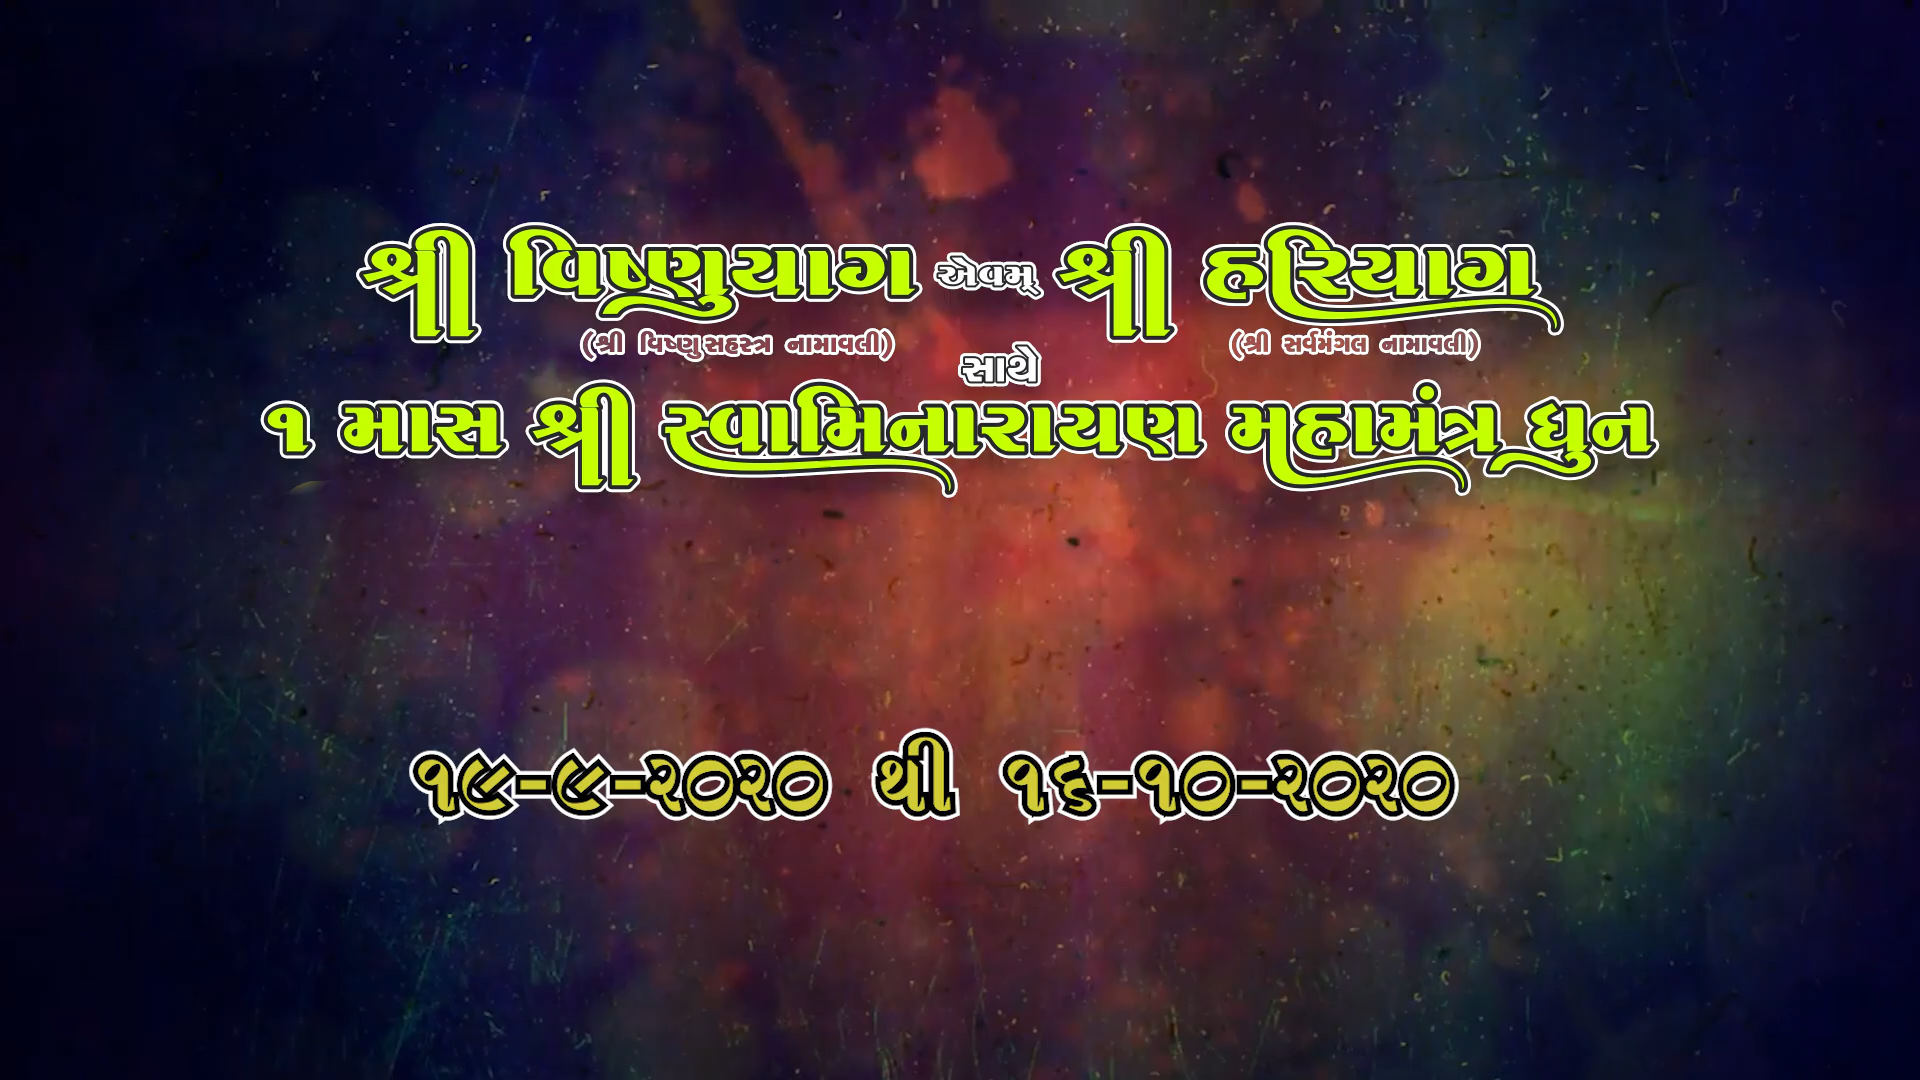 શ્રી વિષ્ણુયાગ એવમ્ શ્રી હરિયાગ
(શ્રી વિષ્ણુસહસ્ત્ર નામાવલી) (શ્રી સર્વમંગલ નામાવલી)
સાથે
૧ માસ શ્રી સ્વામિનારાયણ મહામંત્ર ધુન
૧૯-૯-૨૦૨૦ થી ૧૬-૧૦-૨૦૨૦